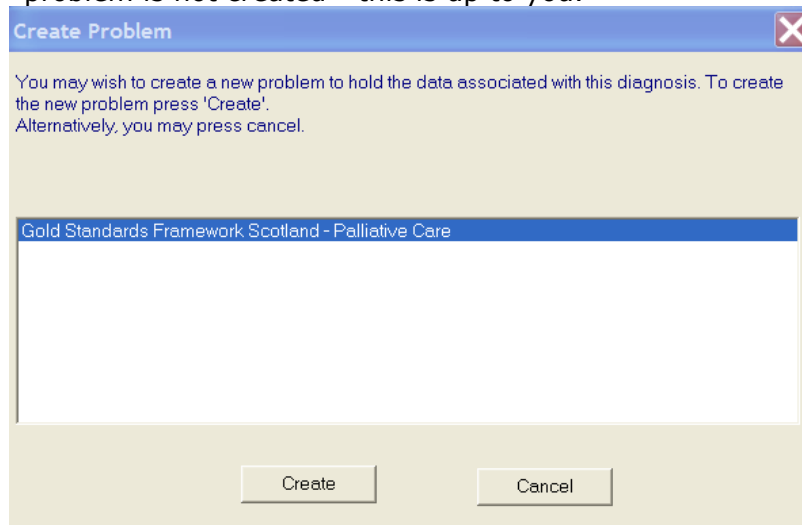 problem is not created – this is up to you.
Create Problem
You may wish to create a new problem to hold the data associated with this diagnosis. To create
the new problem press 'Create'.
Alternatively, you may press cancel.
Gold Standards Framework Scotland - Palliative Care
Create
Cancel